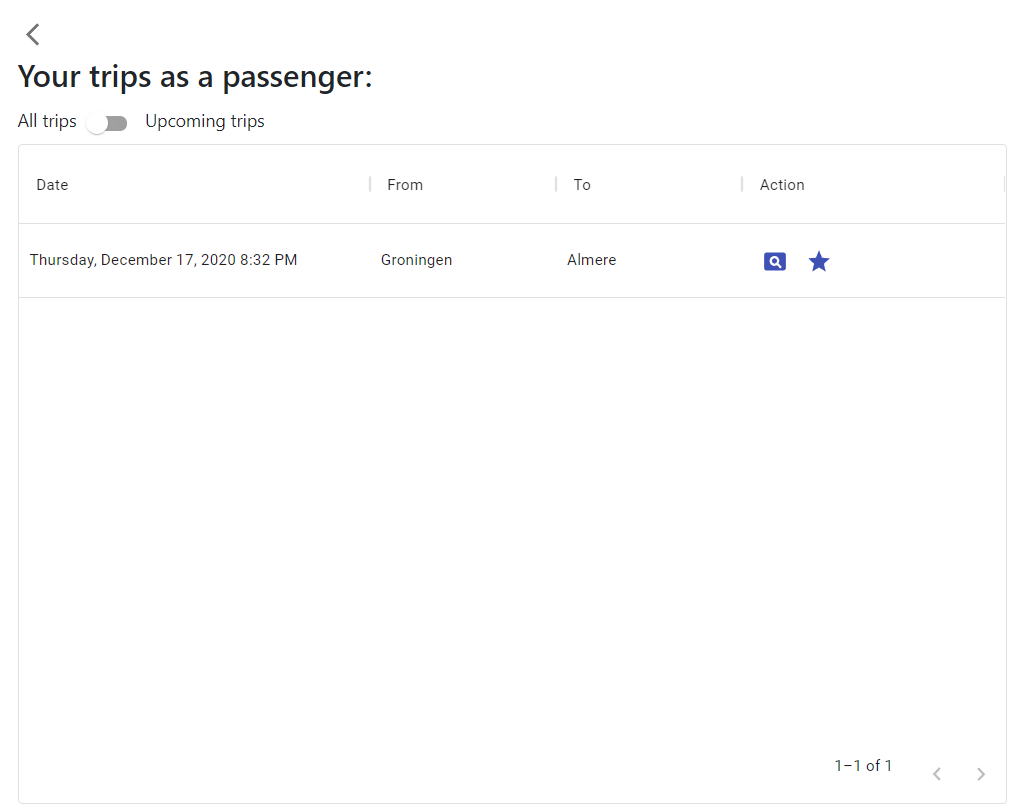 Your trips as a passenger:
All trips Upcoming trips
Date From To Action
Thursday, December 17, 2020 8:32 PM Groningen Almere
1–1 of 1